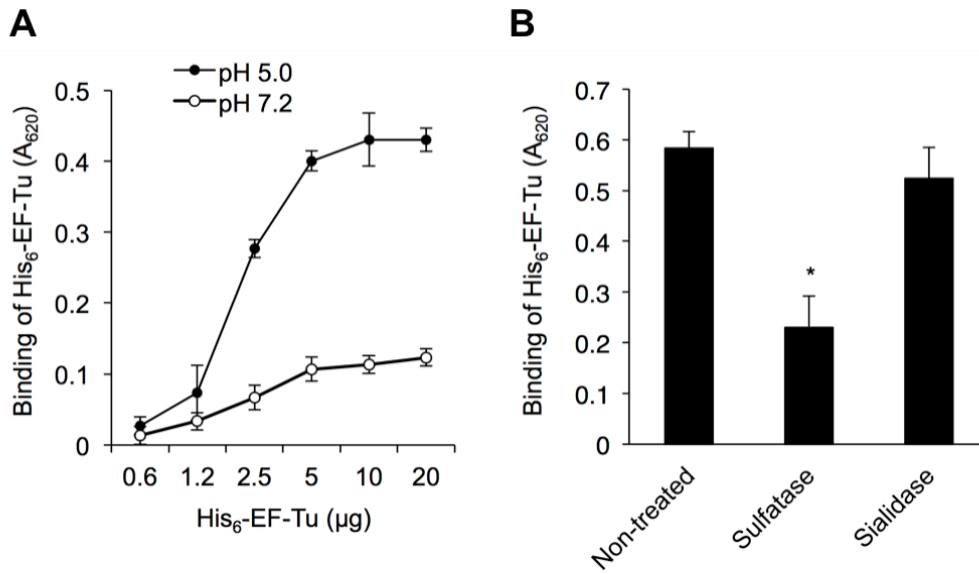 A
pH 5.0
pH 7.2
Binding of His₆-EF-Tu (A₆₂₀)
0.5
0.4
0.3
0.2
0.1
0
0.6 1.2 2.5 5 10 20
His₆-EF-Tu (µg)
B
Binding of His₆-EF-Tu (A₆₂₀)
0.7
0.6
0.5
0.4
0.3
0.2
0.1
0
*
Non-treated
Sulfatase
Sialidase